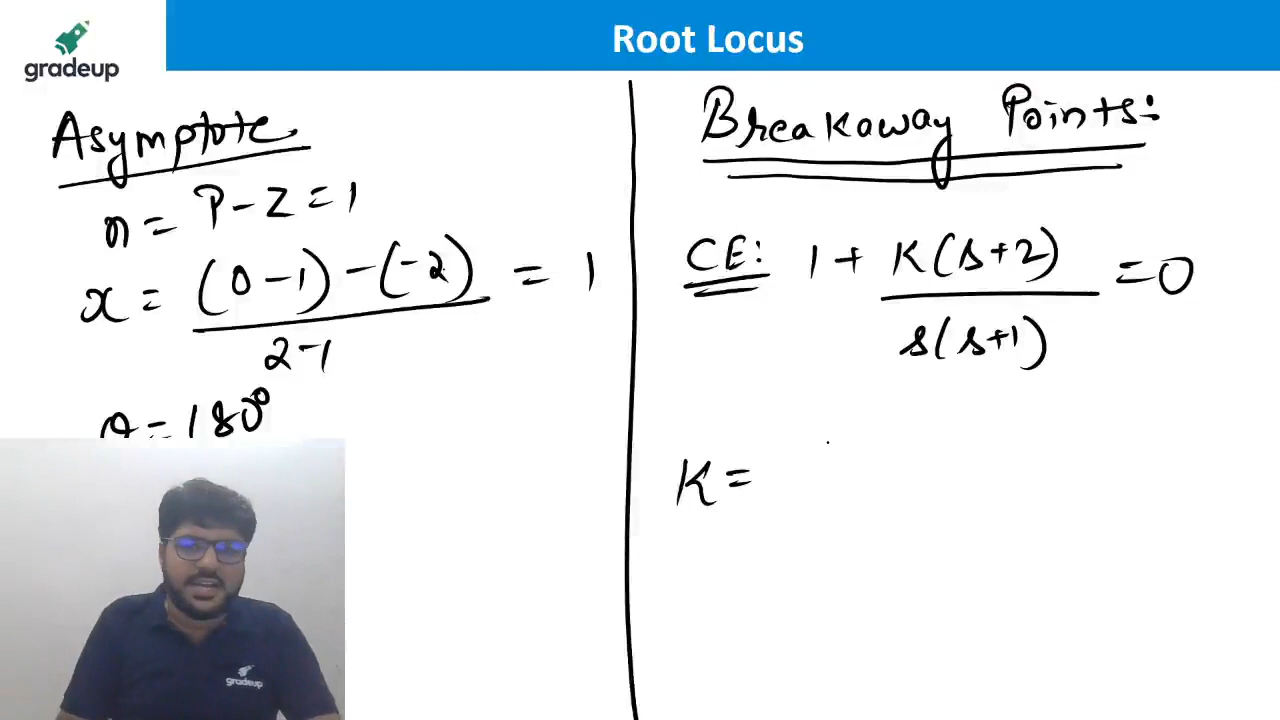 gradeup
Root Locus
Asymptote
n = P - Z = 1
x = (0-1) - (-2) / 2-1 = 1
θ = 180°
Breakaway Points:
CE: 1 + K(s+2) / s(s+1) = 0
K =
gradeup